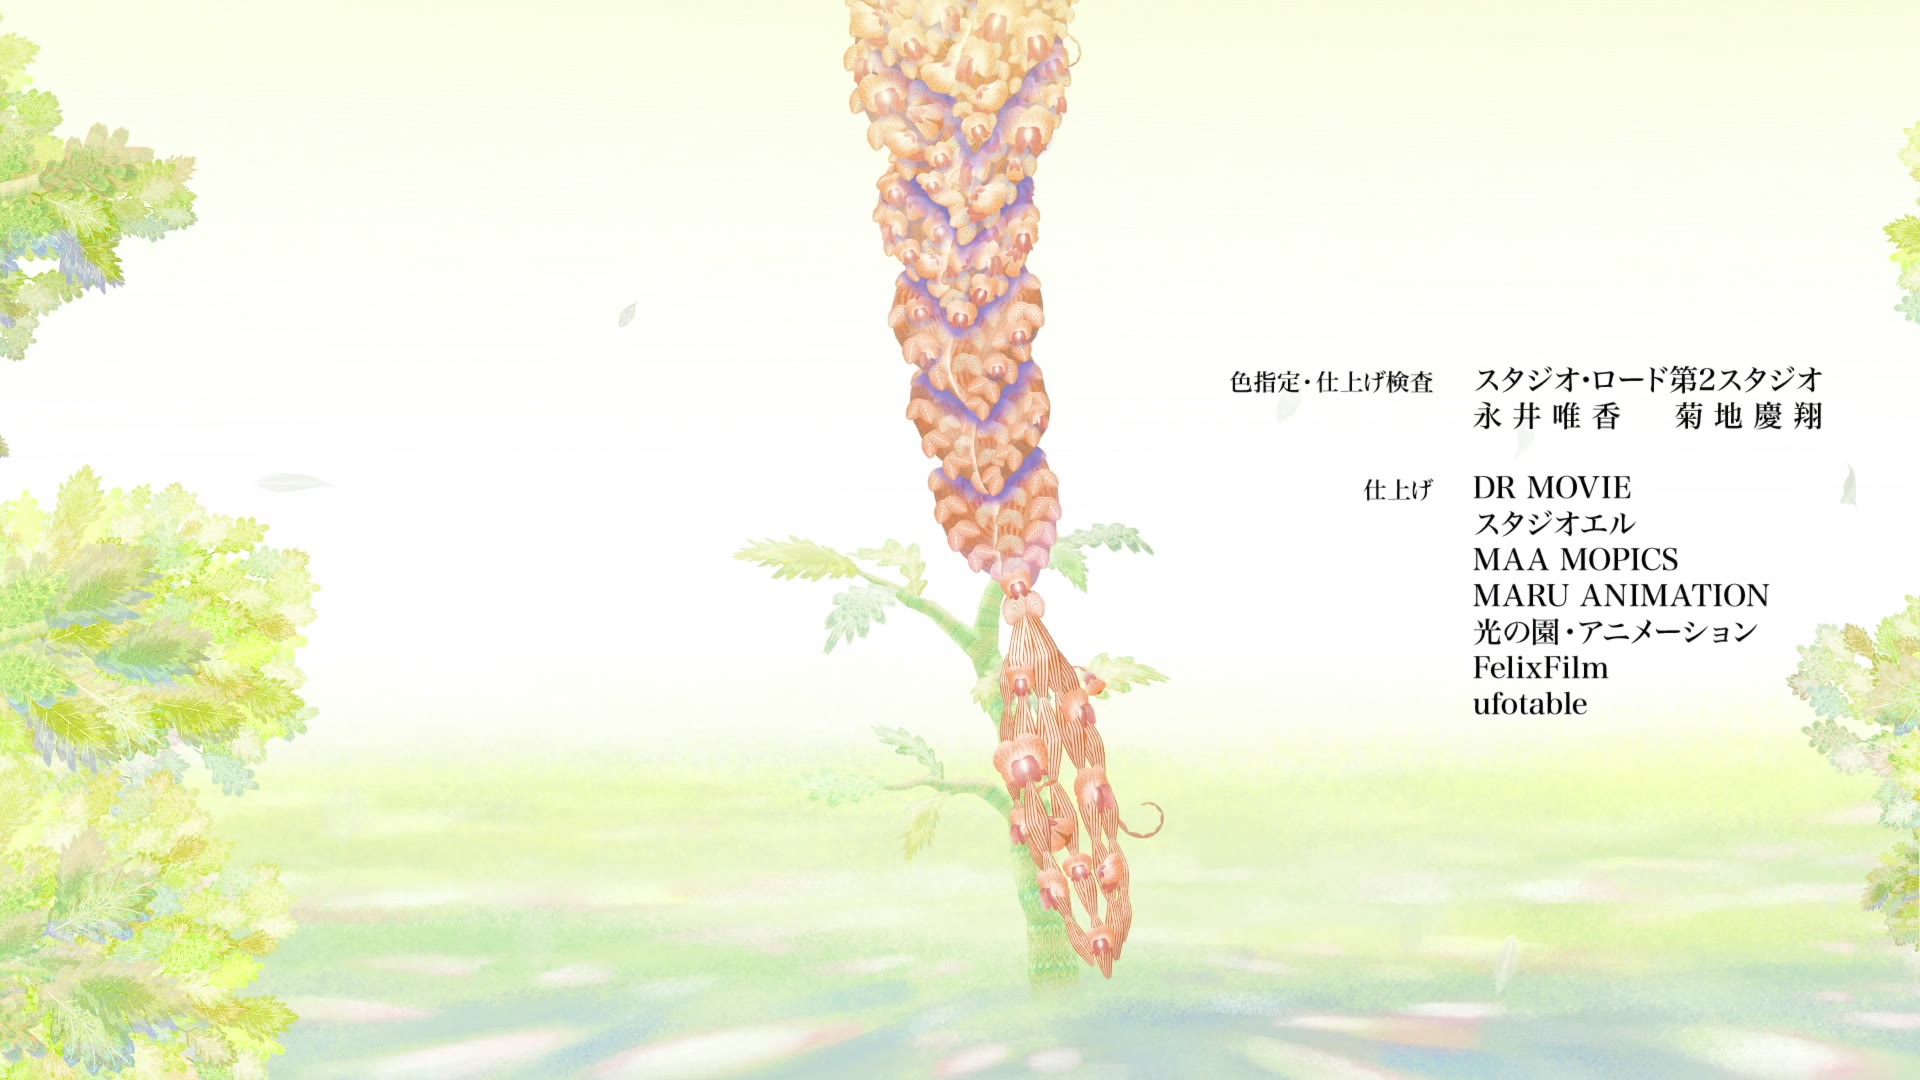 色指定・仕上げ検査 スタジオ・ロード第2スタジオ
永井唯香 菊地慶翔
仕上げ DR MOVIE
スタジオエル
MAA MOPICS
MARU ANIMATION
光の園・アニメーション
FelixFilm
ufotable